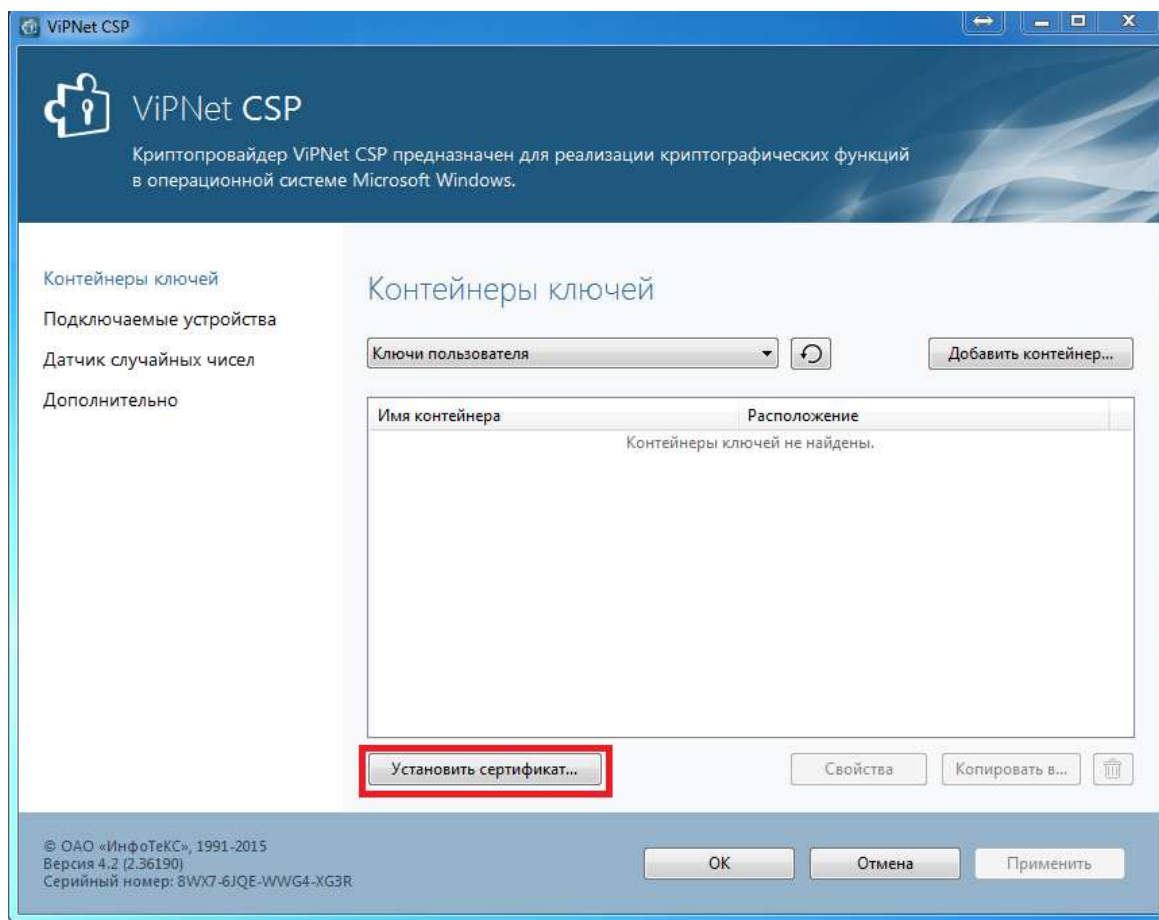 ViPNet CSP
ViPNet CSP
Криптопровайдер ViPNet CSP предназначен для реализации криптографических функций
в операционной системе Microsoft Windows.
Контейнеры ключей
Подключаемые устройства
Датчик случайных чисел
Дополнительно
Контейнеры ключей
Ключи пользователя
Добавить контейнер...
Имя контейнера
Расположение
Контейнеры ключей не найдены.
Установить сертификат...
Свойства
Копировать в...
© ОАО «ИнфоТеКС», 1991-2015
Версия 4.2 (2.36190)
Серийный номер: 8WX7-6JQE-WWG4-XG3R
ОК
Отмена
Применить